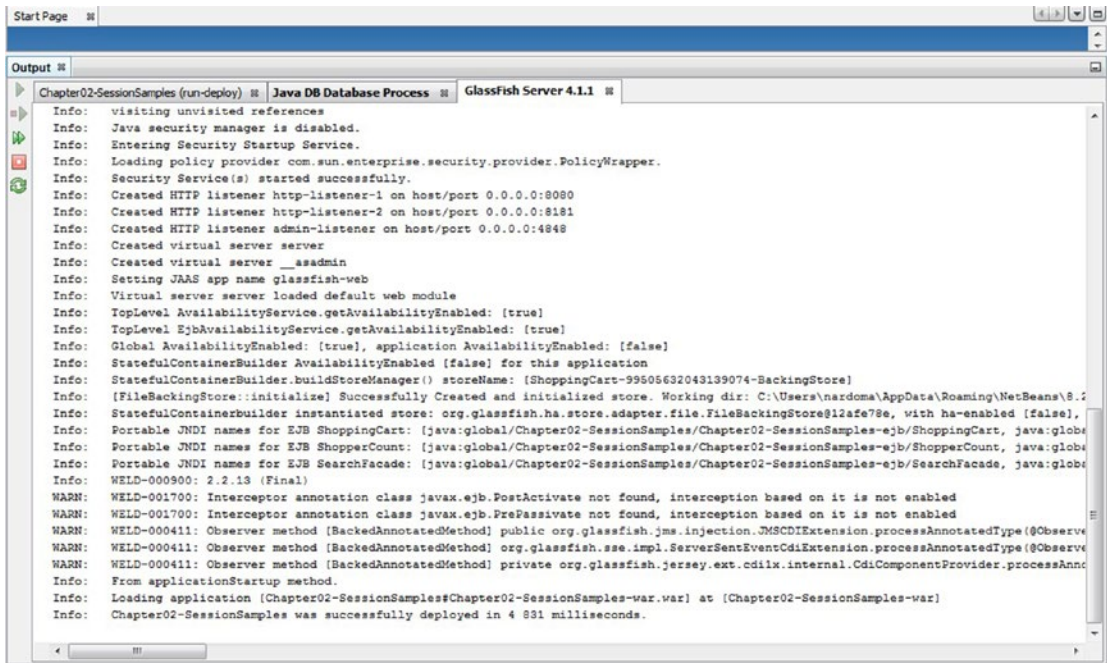 Start Page
Output
Chapter02-SessionSamples (run-deploy) Java DB Database Process GlassFish Server 4.1.1
Info: visiting unvisited references
Info: Java security manager is disabled.
Info: Entering Security Startup Service.
Info: Loading policy provider com.sun.enterprise.security.provider.PolicyWrapper.
Info: Security Service(s) started successfully.
Info: Created HTTP listener http-listener-1 on host/port 0.0.0.0:8080
Info: Created HTTP listener http-listener-2 on host/port 0.0.0.0:8181
Info: Created HTTP listener admin-listener on host/port 0.0.0.0:4848
Info: Created virtual server server
Info: Created virtual server __asadmin
Info: Setting JAAS app name glassfish-web
Info: Virtual server server loaded default web module
Info: TopLevel AvailabilityService.getAvailabilityEnabled: [true]
Info: TopLevel EjbAvailabilityService.getAvailabilityEnabled: [true]
Info: Global AvailabilityEnabled: [true], application AvailabilityEnabled: [false]
Info: StatefulContainerBuilder AvailabilityEnabled [false] for this application
Info: StatefulContainerBuilder.buildStoreManager() storeName: [ShoppingCart-99505632043139074-BackingStore]
Info: [FileBackingStore::initialize] Successfully Created and initialized store. Working dir: C:\Users\nardoma\AppData\Roaming\NetBeans\8.2
Info: StatefulContainerbuilder instantiated store: org.glassfish.ha.store.adapter.file.FileBackingStore@12afe78e, with ha-enabled [false],
Info: Portable JNDI names for EJB ShoppingCart: [java:global/Chapter02-SessionSamples/Chapter02-SessionSamples-ejb/ShoppingCart, java:globa
Info: Portable JNDI names for EJB ShopperCount: [java:global/Chapter02-SessionSamples/Chapter02-SessionSamples-ejb/ShopperCount, java:globa
Info: Portable JNDI names for EJB SearchFacade: [java:global/Chapter02-SessionSamples/Chapter02-SessionSamples-ejb/SearchFacade, java:globa
Info: WELD-000900: 2.2.13 (Final)
WARN: WELD-001700: Interceptor annotation class javax.ejb.PostActivate not found, interception based on it is not enabled
WARN: WELD-001700: Interceptor annotation class javax.ejb.PrePassivate not found, interception based on it is not enabled
WARN: WELD-000411: Observer method [BackedAnnotatedMethod] public org.glassfish.jms.injection.JMSCDIExtension.processAnnotatedType(@Observe
WARN: WELD-000411: Observer method [BackedAnnotatedMethod] org.glassfish.sse.impl.ServerSentEventCdiExtension.processAnnotatedType(@Observe
WARN: WELD-000411: Observer method [BackedAnnotatedMethod] private org.glassfish.jersey.ext.cdi1x.internal.CdiComponentProvider.processAnno
Info: From applicationStartup method.
Info: Loading application [Chapter02-SessionSamples#Chapter02-SessionSamples-war.war] at [Chapter02-SessionSamples-war]
Info: Chapter02-SessionSamples was successfully deployed in 4 831 milliseconds.